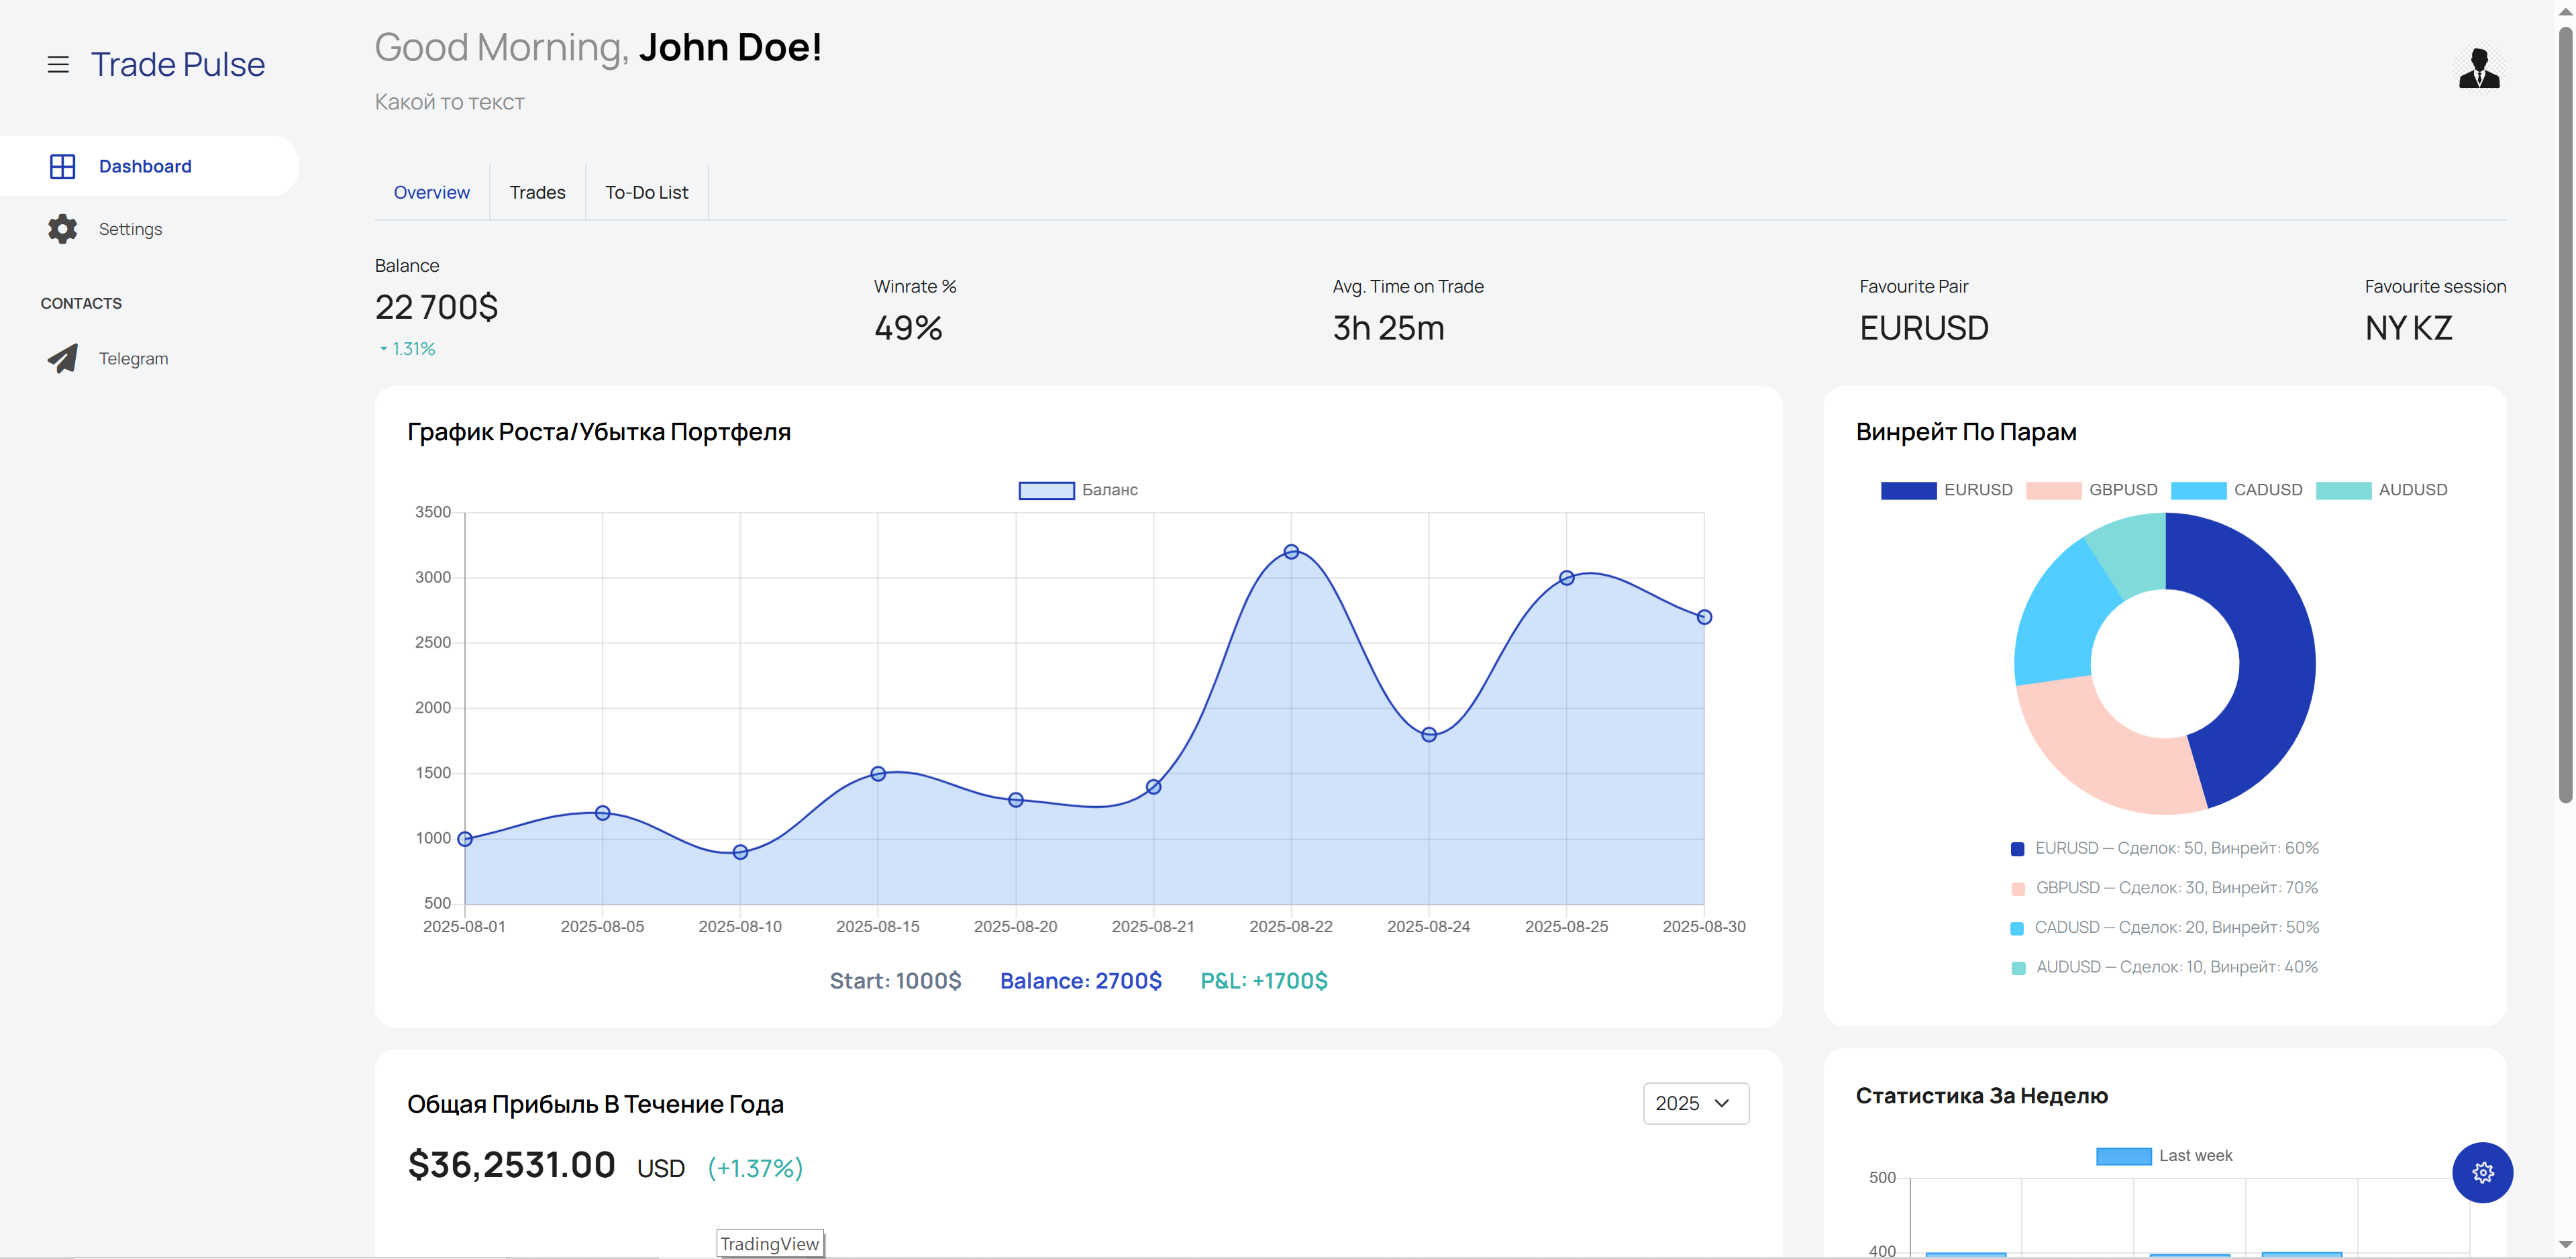 Trade Pulse
Good Morning, John Doe!
Какой то текст
Dashboard
Settings
CONTACTS
Telegram
Overview
Trades
To-Do List
Balance
22 700$
1.31%
Winrate %
49%
Avg. Time on Trade
3h 25m
Favourite Pair
EURUSD
Favourite session
NY KZ
График Роста/Убытка Портфеля
Баланс
3500
3000
2500
2000
1500
1000
500
2025-08-01 2025-08-05 2025-08-10 2025-08-15 2025-08-20 2025-08-21 2025-08-22 2025-08-24 2025-08-25 2025-08-30
Start: 1000$ Balance: 2700$ P&L: +1700$
Винрейт По Парам
EURUSD GBPUSD CADUSD AUDUSD
EURUSD — Сделок: 50, Винрейт: 60%
GBPUSD — Сделок: 30, Винрейт: 70%
CADUSD — Сделок: 20, Винрейт: 50%
AUDUSD — Сделок: 10, Винрейт: 40%
Общая Прибыль В Течение Года
2025
$36,2531.00 USD (+1.37%)
TradingView
Статистика За Неделю
Last week
500
400